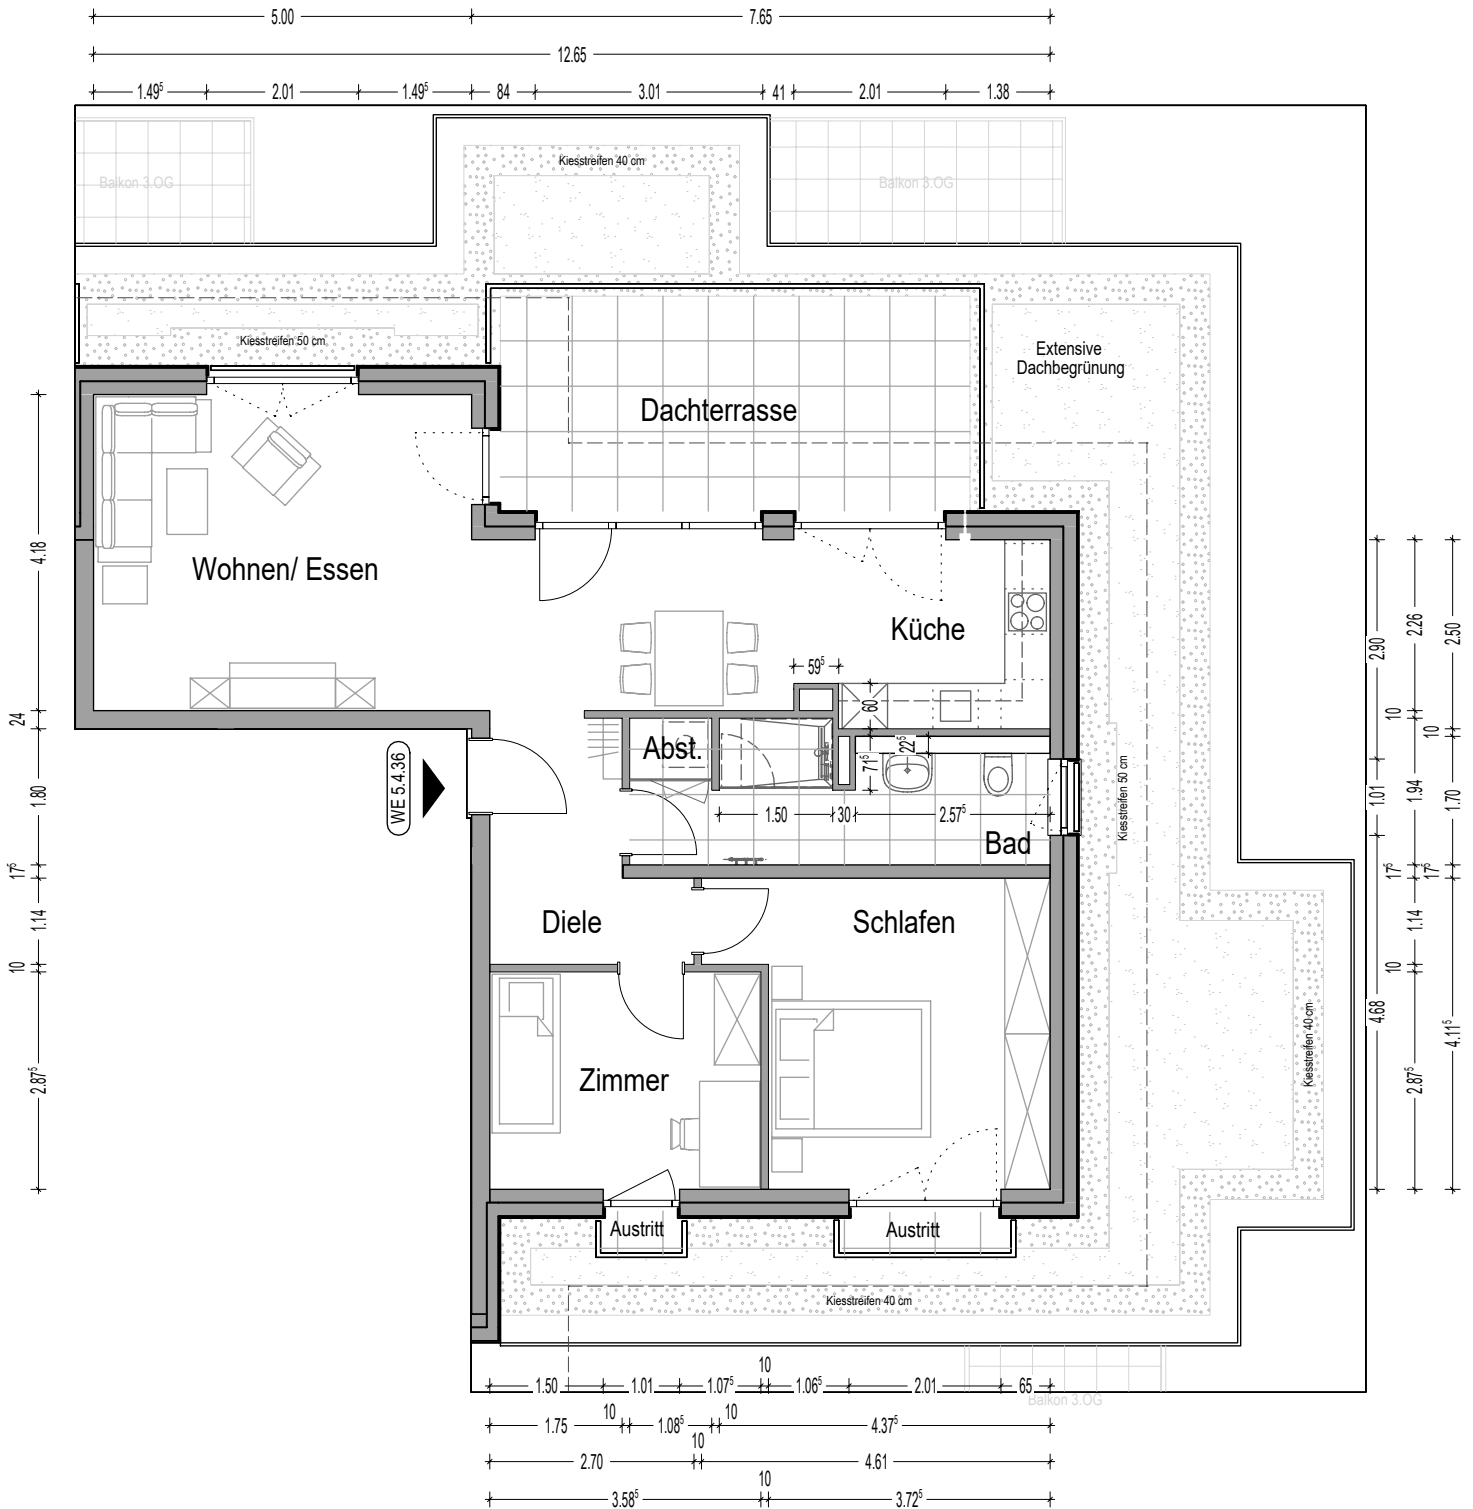 5.00 7.65
12.65
1.49⁵ 2.01 1.49⁵ 84 3.01 41 2.01 1.38
Kiesstreifen 40 cm
Balkon 3.OG
Balkon 3.OG
Kiesstreifen 50 cm
Extensive
Dachbegrünung
Dachterrasse
Wohnen/ Essen
Küche
59⁵
60
Abst.
71⁵
22⁵
1.50 30 2.57⁵
Bad
WE 5.4.36
Diele
Schlafen
Zimmer
Austritt
Austritt
Kiesstreifen 50 cm
Kiesstreifen 40 cm
Kiesstreifen 40 cm
Balkon 3.OG
4.18
24
1.80
17⁵
1.14
10
2.87⁵
2.90
1.01
17⁵
4.68
2.26
10
1.94
1.14
10
2.87⁵
2.50
10
1.70
17⁵
4.11⁵
10
1.50 1.01 1.07⁵ 1.06⁵ 2.01 65
1.75 10 1.08⁵ 10 4.37⁵
10
2.70 4.61
10
3.58⁵ 3.72⁵